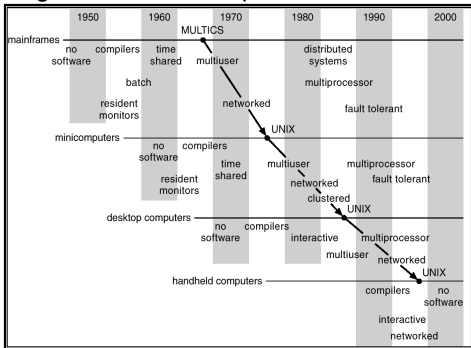 1950 1960 1970 1980 1990 2000
MULTICS
mainframes
no compilers time distributed
software shared multiuser systems
batch multiprocessor
resident networked
monitors fault tolerant
minicomputers UNIX
no compilers
software time multiuser multiprocessor
resident shared networked fault tolerant
monitors clustered
desktop computers UNIX
no compilers
software interactive multiprocessor
multiuser networked
handheld computers UNIX
compilers no
software
interactive
networked